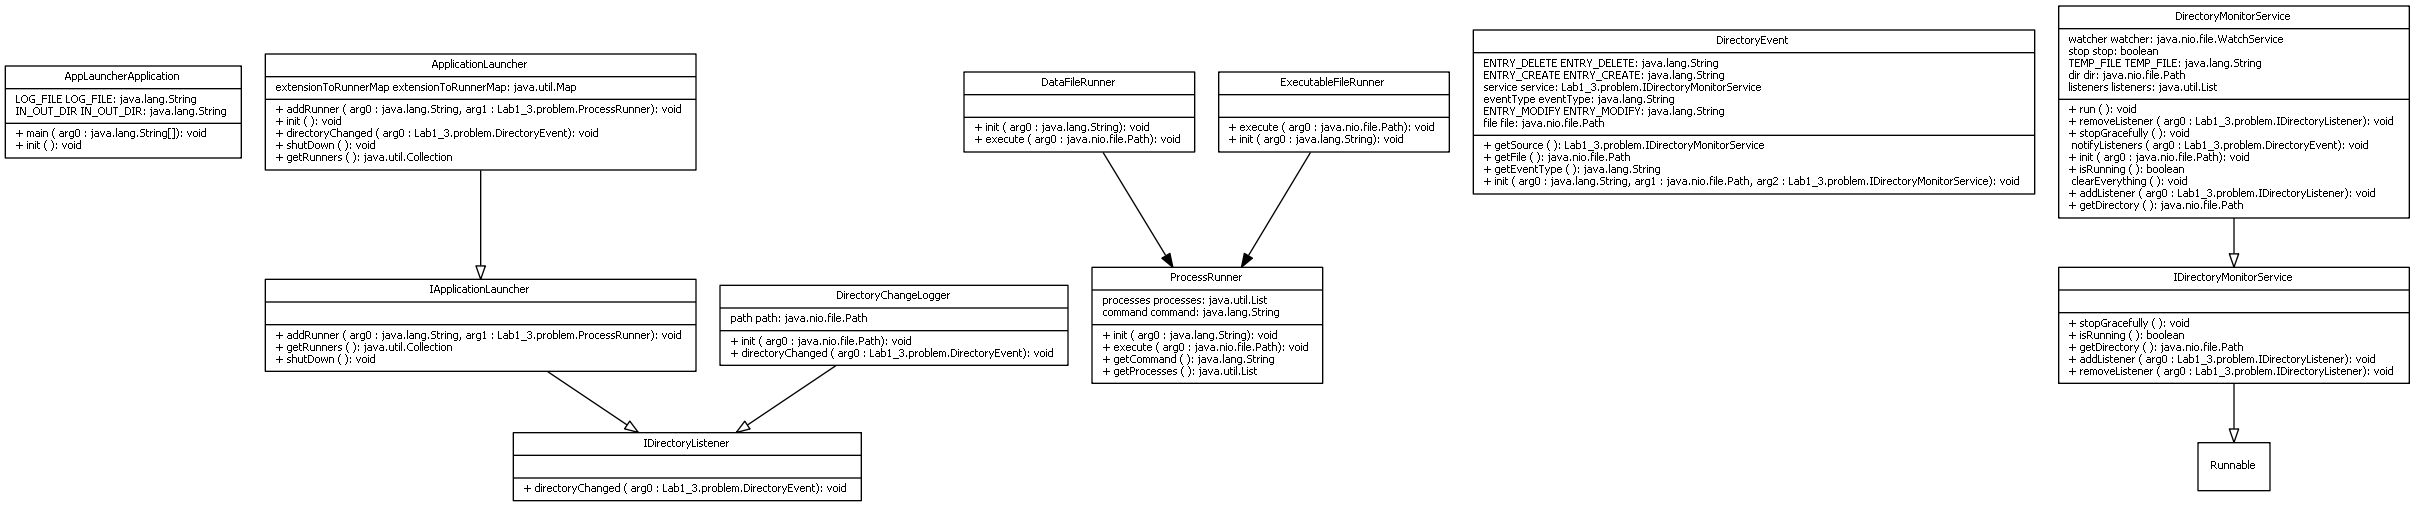 AppLauncherApplication
LOG_FILE LOG_FILE: java.lang.String
IN_OUT_DIR IN_OUT_DIR: java.lang.String
+ main ( arg0 : java.lang.String[]): void
+ init ( ): void
ApplicationLauncher
extensionToRunnerMap extensionToRunnerMap: java.util.Map
+ addRunner ( arg0 : java.lang.String, arg1 : Lab1_3.problem.ProcessRunner): void
+ init ( ): void
+ directoryChanged ( arg0 : Lab1_3.problem.DirectoryEvent): void
+ shutDown ( ): void
+ getRunners ( ): java.util.Collection
DataFileRunner
+ init ( arg0 : java.lang.String): void
+ execute ( arg0 : java.nio.file.Path): void
ExecutableFileRunner
+ execute ( arg0 : java.nio.file.Path): void
+ init ( arg0 : java.lang.String): void
DirectoryEvent
ENTRY_DELETE ENTRY_DELETE: java.lang.String
ENTRY_CREATE ENTRY_CREATE: java.lang.String
service service: Lab1_3.problem.IDirectoryMonitorService
eventType eventType: java.lang.String
ENTRY_MODIFY ENTRY_MODIFY: java.lang.String
file file: java.nio.file.Path
+ getSource ( ): Lab1_3.problem.IDirectoryMonitorService
+ getFile ( ): java.nio.file.Path
+ getEventType ( ): java.lang.String
+ init ( arg0 : java.lang.String, arg1 : java.nio.file.Path, arg2 : Lab1_3.problem.IDirectoryMonitorService): void
DirectoryMonitorService
watcher watcher: java.nio.file.WatchService
stop stop: boolean
TEMP_FILE TEMP_FILE: java.lang.String
dir dir: java.nio.file.Path
listeners listeners: java.util.List
+ run ( ): void
+ removeListener ( arg0 : Lab1_3.problem.IDirectoryListener): void
+ stopGracefully ( ): void
notifyListeners ( arg0 : Lab1_3.problem.DirectoryEvent): void
+ init ( arg0 : java.nio.file.Path): void
+ isRunning ( ): boolean
clearEverything ( ): void
+ addListener ( arg0 : Lab1_3.problem.IDirectoryListener): void
+ getDirectory ( ): java.nio.file.Path
IApplicationLauncher
+ addRunner ( arg0 : java.lang.String, arg1 : Lab1_3.problem.ProcessRunner): void
+ getRunners ( ): java.util.Collection
+ shutDown ( ): void
DirectoryChangeLogger
path path: java.nio.file.Path
+ init ( arg0 : java.nio.file.Path): void
+ directoryChanged ( arg0 : Lab1_3.problem.DirectoryEvent): void
ProcessRunner
processes processes: java.util.List
command command: java.lang.String
+ init ( arg0 : java.lang.String): void
+ execute ( arg0 : java.nio.file.Path): void
+ getCommand ( ): java.lang.String
+ getProcesses ( ): java.util.List
IDirectoryMonitorService
+ stopGracefully ( ): void
+ isRunning ( ): boolean
+ getDirectory ( ): java.nio.file.Path
+ addListener ( arg0 : Lab1_3.problem.IDirectoryListener): void
+ removeListener ( arg0 : Lab1_3.problem.IDirectoryListener): void
IDirectoryListener
+ directoryChanged ( arg0 : Lab1_3.problem.DirectoryEvent): void
Runnable